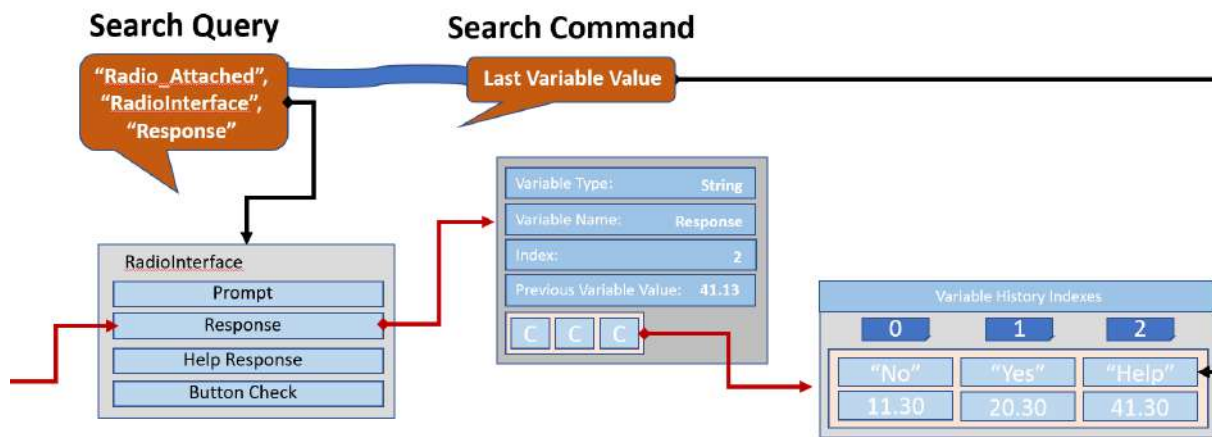 Search Query
Search Command
“Radio_Attached”,
“RadioInterface”,
“Response”
Last Variable Value
RadioInterface
Prompt
Response
Help Response
Button Check
Variable Type: String
Variable Name: Response
Index: 2
Previous Variable Value: 41.13
C C C
Variable History Indexes
0 1 2
“No” “Yes” “Help”
11.30 20.30 41.30